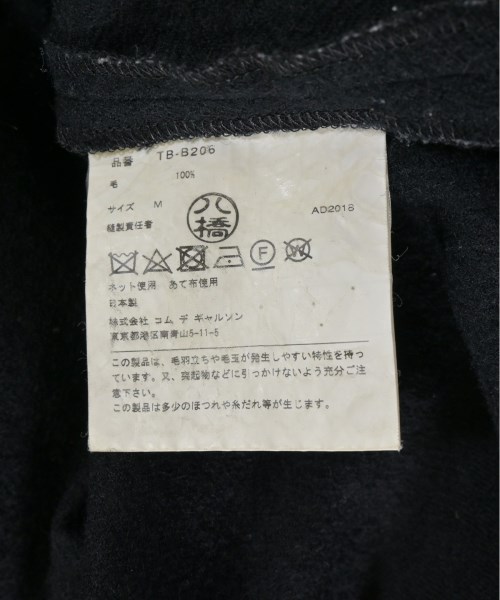 品番 TB-B206
毛 100%
サイズ M
縫製責任者
八橋
AD2018
F
W
ネット使用 あて布使用
日本製
株式会社 コム デ ギャルソン
東京都港区南青山5-11-5
この製品は、毛羽立ちや毛玉が発生しやすい特性を持っ
ています。又、突起物などに引っかけないよう充分ご注
意下さい。
この製品は多少のほつれや糸だれ等が生じます。